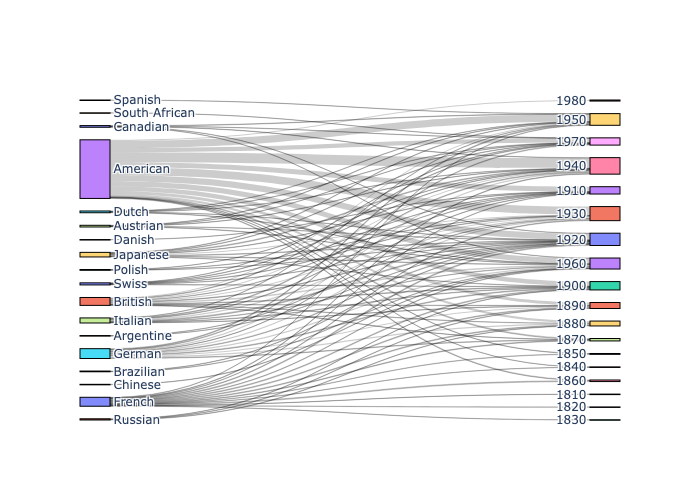 Spanish
South African
Canadian
American
Dutch
Austrian
Danish
Japanese
Polish
Swiss
British
Italian
Argentine
German
Brazilian
Chinese
French
Russian
1980
1950
1970
1940
1910
1930
1920
1960
1900
1890
1880
1870
1850
1840
1860
1810
1820
1830